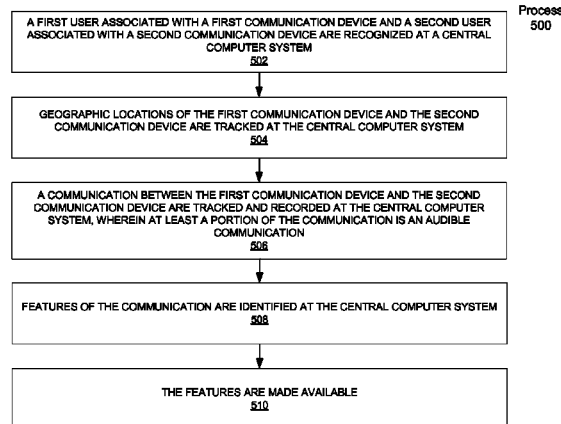 Process
500
A FIRST USER ASSOCIATED WITH A FIRST COMMUNICATION DEVICE AND A SECOND USER
ASSOCIATED WITH A SECOND COMMUNICATION DEVICE ARE RECOGNIZED AT A CENTRAL
COMPUTER SYSTEM
502
GEOGRAPHIC LOCATIONS OF THE FIRST COMMUNICATION DEVICE AND THE SECOND
COMMUNICATION DEVICE ARE TRACKED AT THE CENTRAL COMPUTER SYSTEM
504
A COMMUNICATION BETWEEN THE FIRST COMMUNICATION DEVICE AND THE SECOND
COMMUNICATION DEVICE ARE TRACKED AND RECORDED AT THE CENTRAL COMPUTER
SYSTEM, WHEREIN AT LEAST A PORTION OF THE COMMUNICATION IS AN AUDIBLE
COMMUNICATION
506
FEATURES OF THE COMMUNICATION ARE IDENTIFIED AT THE CENTRAL COMPUTER SYSTEM
508
THE FEATURES ARE MADE AVAILABLE
510